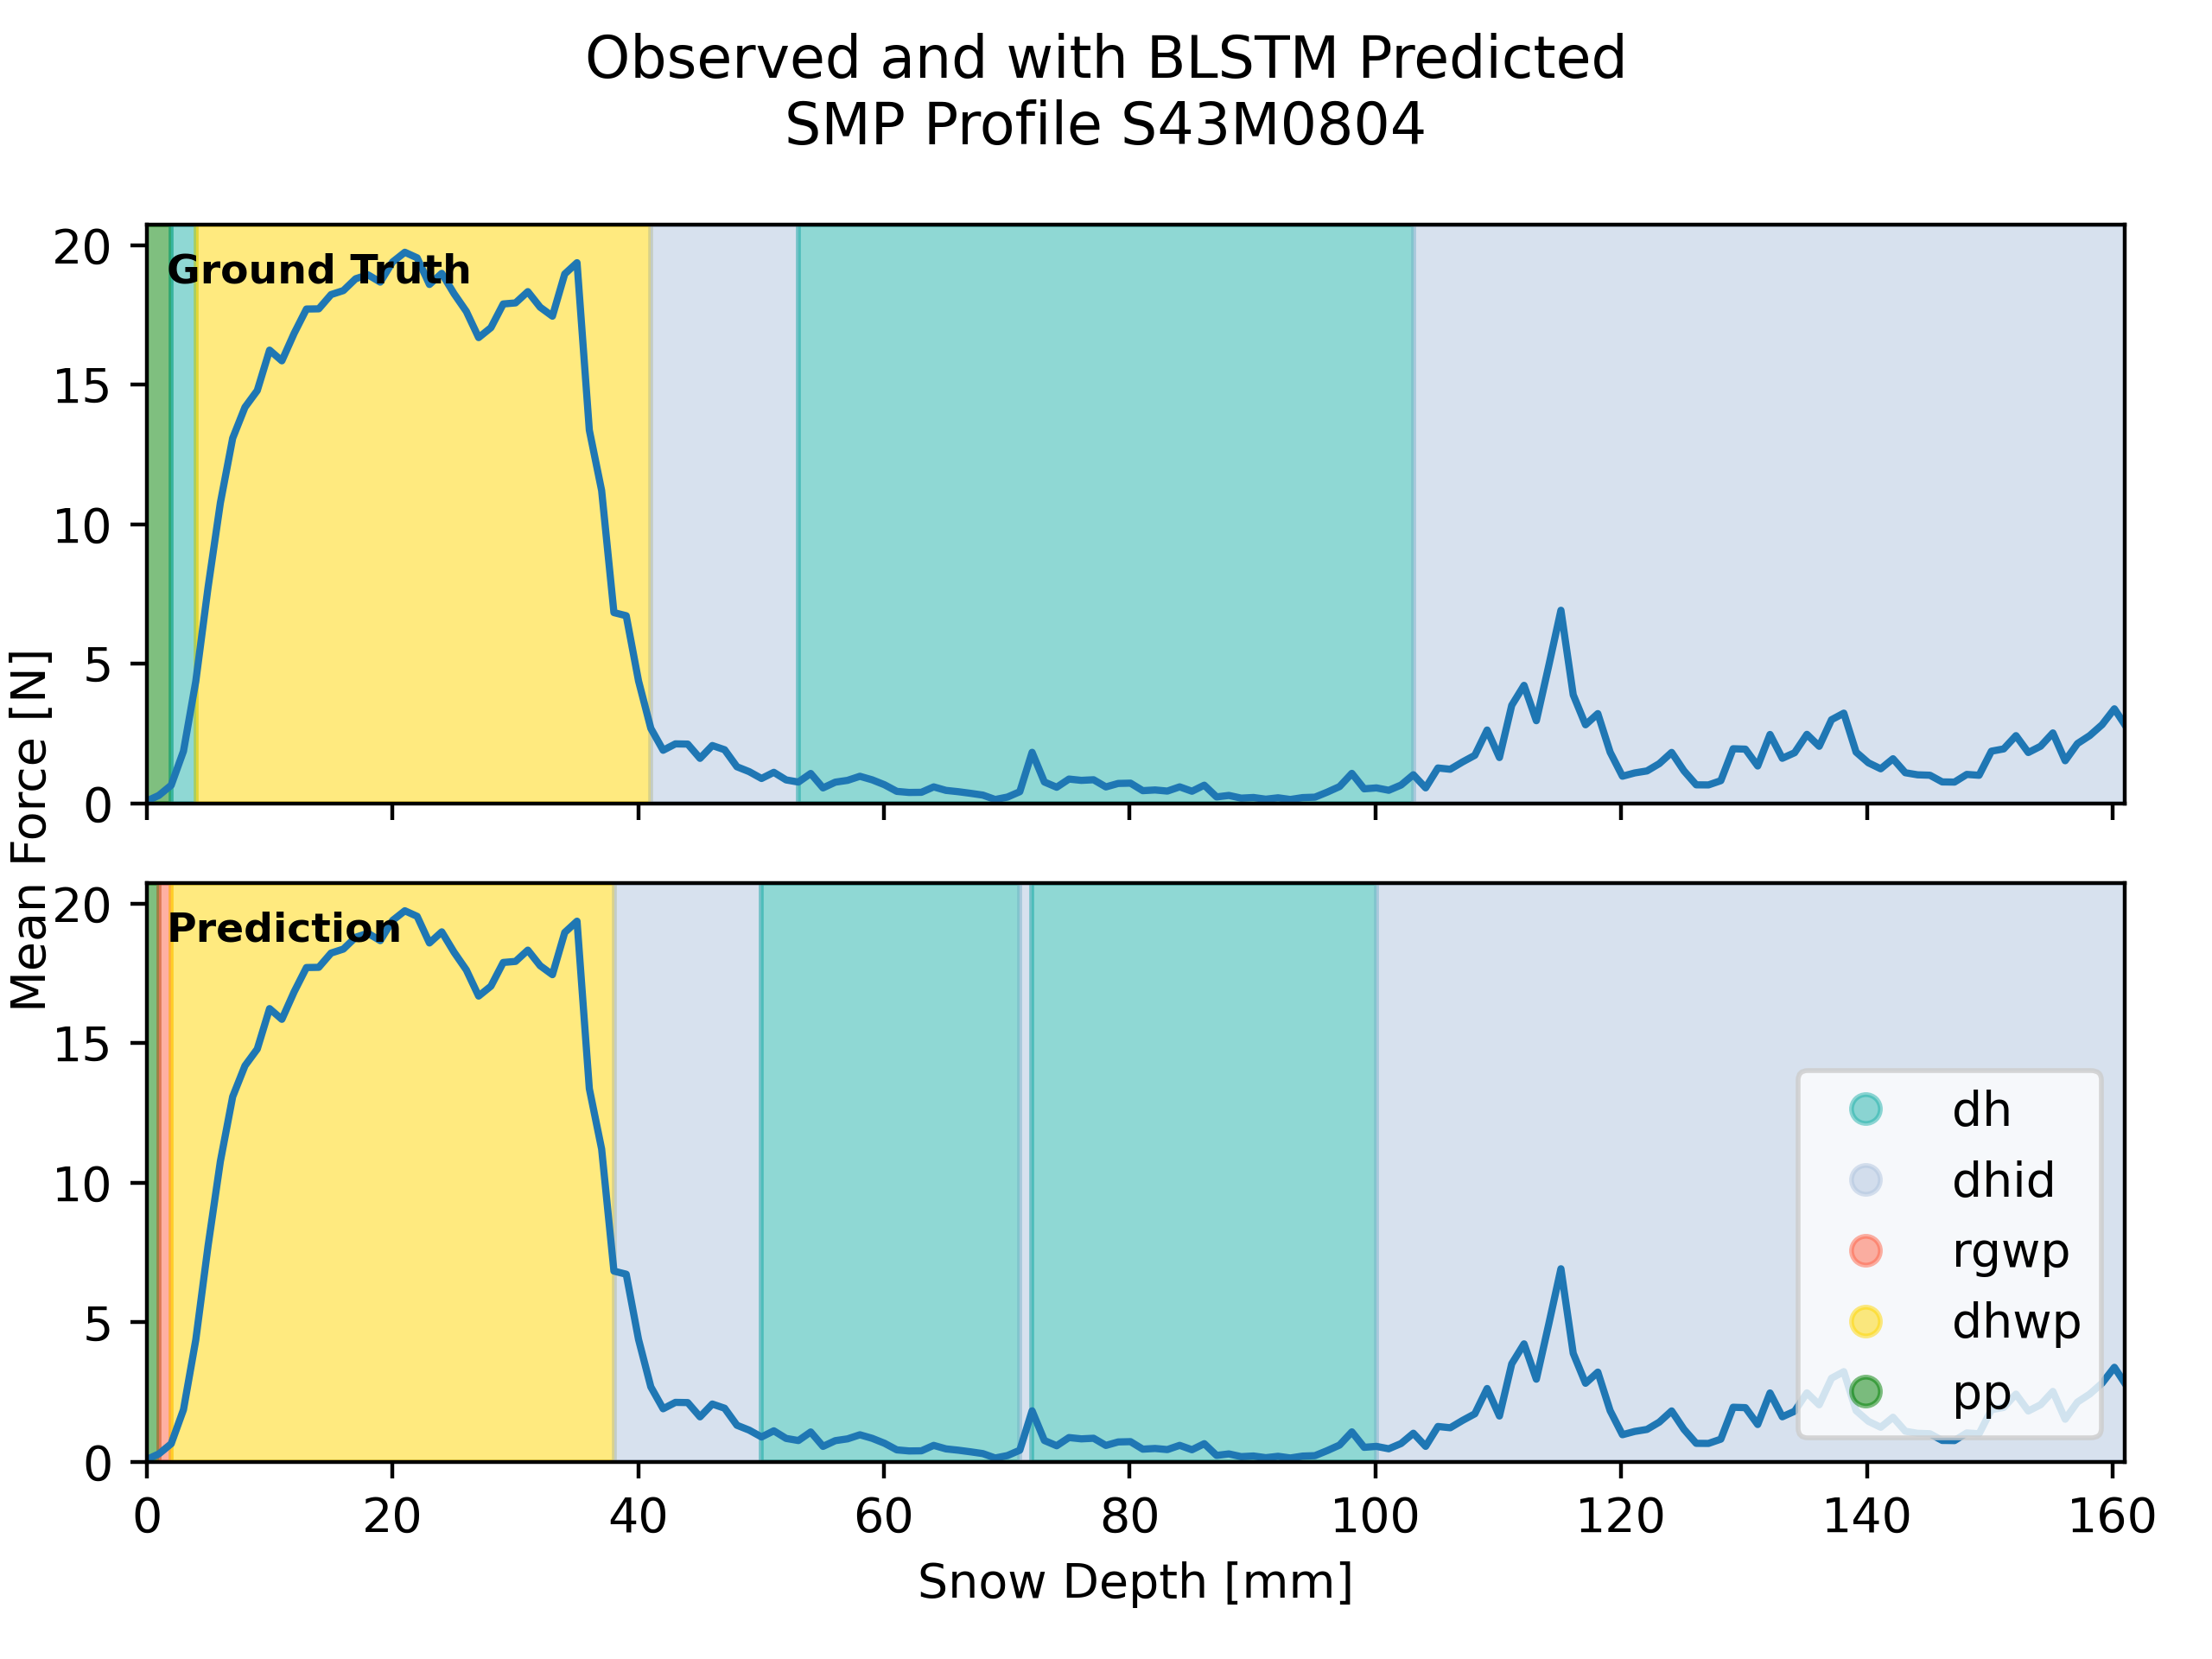 Observed and with BLSTM Predicted
SMP Profile S43M0804
Mean Force [N]
20
15
10
5
0
Ground Truth
20
15
10
5
0
Prediction
dh
dhid
rgwp
dhwp
pp
0 20 40 60 80 100 120 140 160
Snow Depth [mm]